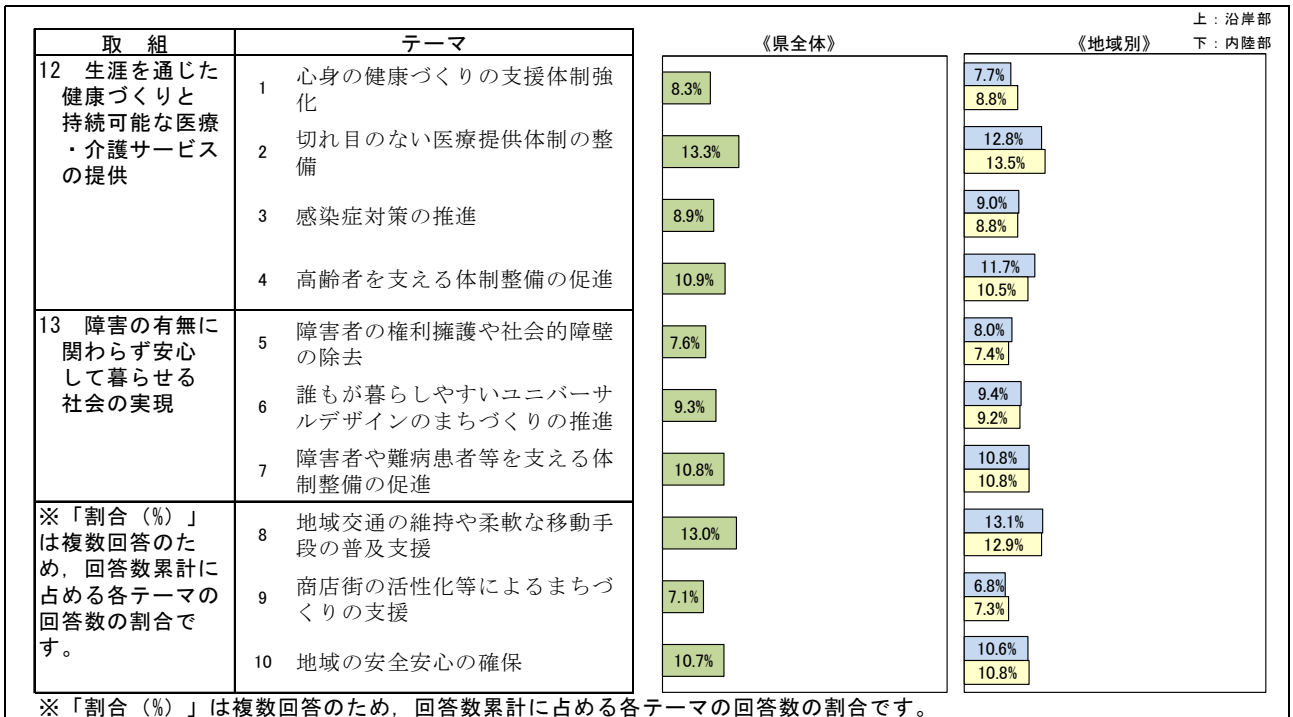 上：沿岸部
取　組　テーマ　《県全体》　《地域別》　下：内陸部
12　生涯を通じた
健康づくりと
持続可能な医療
・介護サービス
の提供
1　心身の健康づくりの支援体制強
化
8.3%
7.7%
8.8%
2　切れ目のない医療提供体制の整
備
13.3%
12.8%
13.5%
3　感染症対策の推進
8.9%
9.0%
8.8%
4　高齢者を支える体制整備の促進
10.9%
11.7%
10.5%
13　障害の有無に
関わらず安心
して暮らせる
社会の実現
5　障害者の権利擁護や社会的障壁
の除去
7.6%
8.0%
7.4%
6　誰もが暮らしやすいユニバーサ
ルデザインのまちづくりの推進
9.3%
9.4%
9.2%
7　障害者や難病患者等を支える体
制整備の促進
10.8%
10.8%
10.8%
※「割合（%）」
は複数回答のた
め，回答数累計に
占める各テーマの
回答数の割合で
す。
8　地域交通の維持や柔軟な移動手
段の普及支援
13.0%
13.1%
12.9%
9　商店街の活性化等によるまちづ
くりの支援
7.1%
6.8%
7.3%
10　地域の安全安心の確保
10.7%
10.6%
10.8%
※「割合（%）」は複数回答のため，回答数累計に占める各テーマの回答数の割合です。